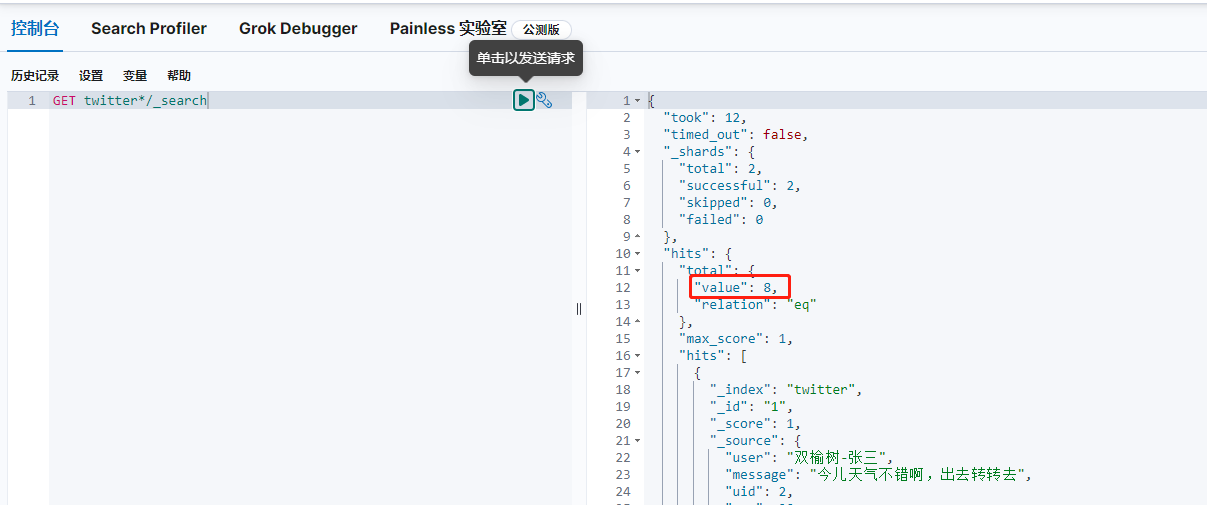 控制台 Search Profiler Grok Debugger Painless 实验室 公测版
单击以发送请求
历史记录 设置 变量 帮助
1 GET twitter*/_search
1 {
2 "took": 12,
3 "timed_out": false,
4 "_shards": {
5 "total": 2,
6 "successful": 2,
7 "skipped": 0,
8 "failed": 0
9 },
10 "hits": {
11 "total": {
12 "value": 8,
13 "relation": "eq"
14 },
15 "max_score": 1,
16 "hits": [
17 {
18 "_index": "twitter",
19 "_id": "1",
20 "_score": 1,
21 "_source": {
22 "user": "双榆树-张三",
23 "message": "今儿天气不错啊，出去转转去",
24 "uid": 2,